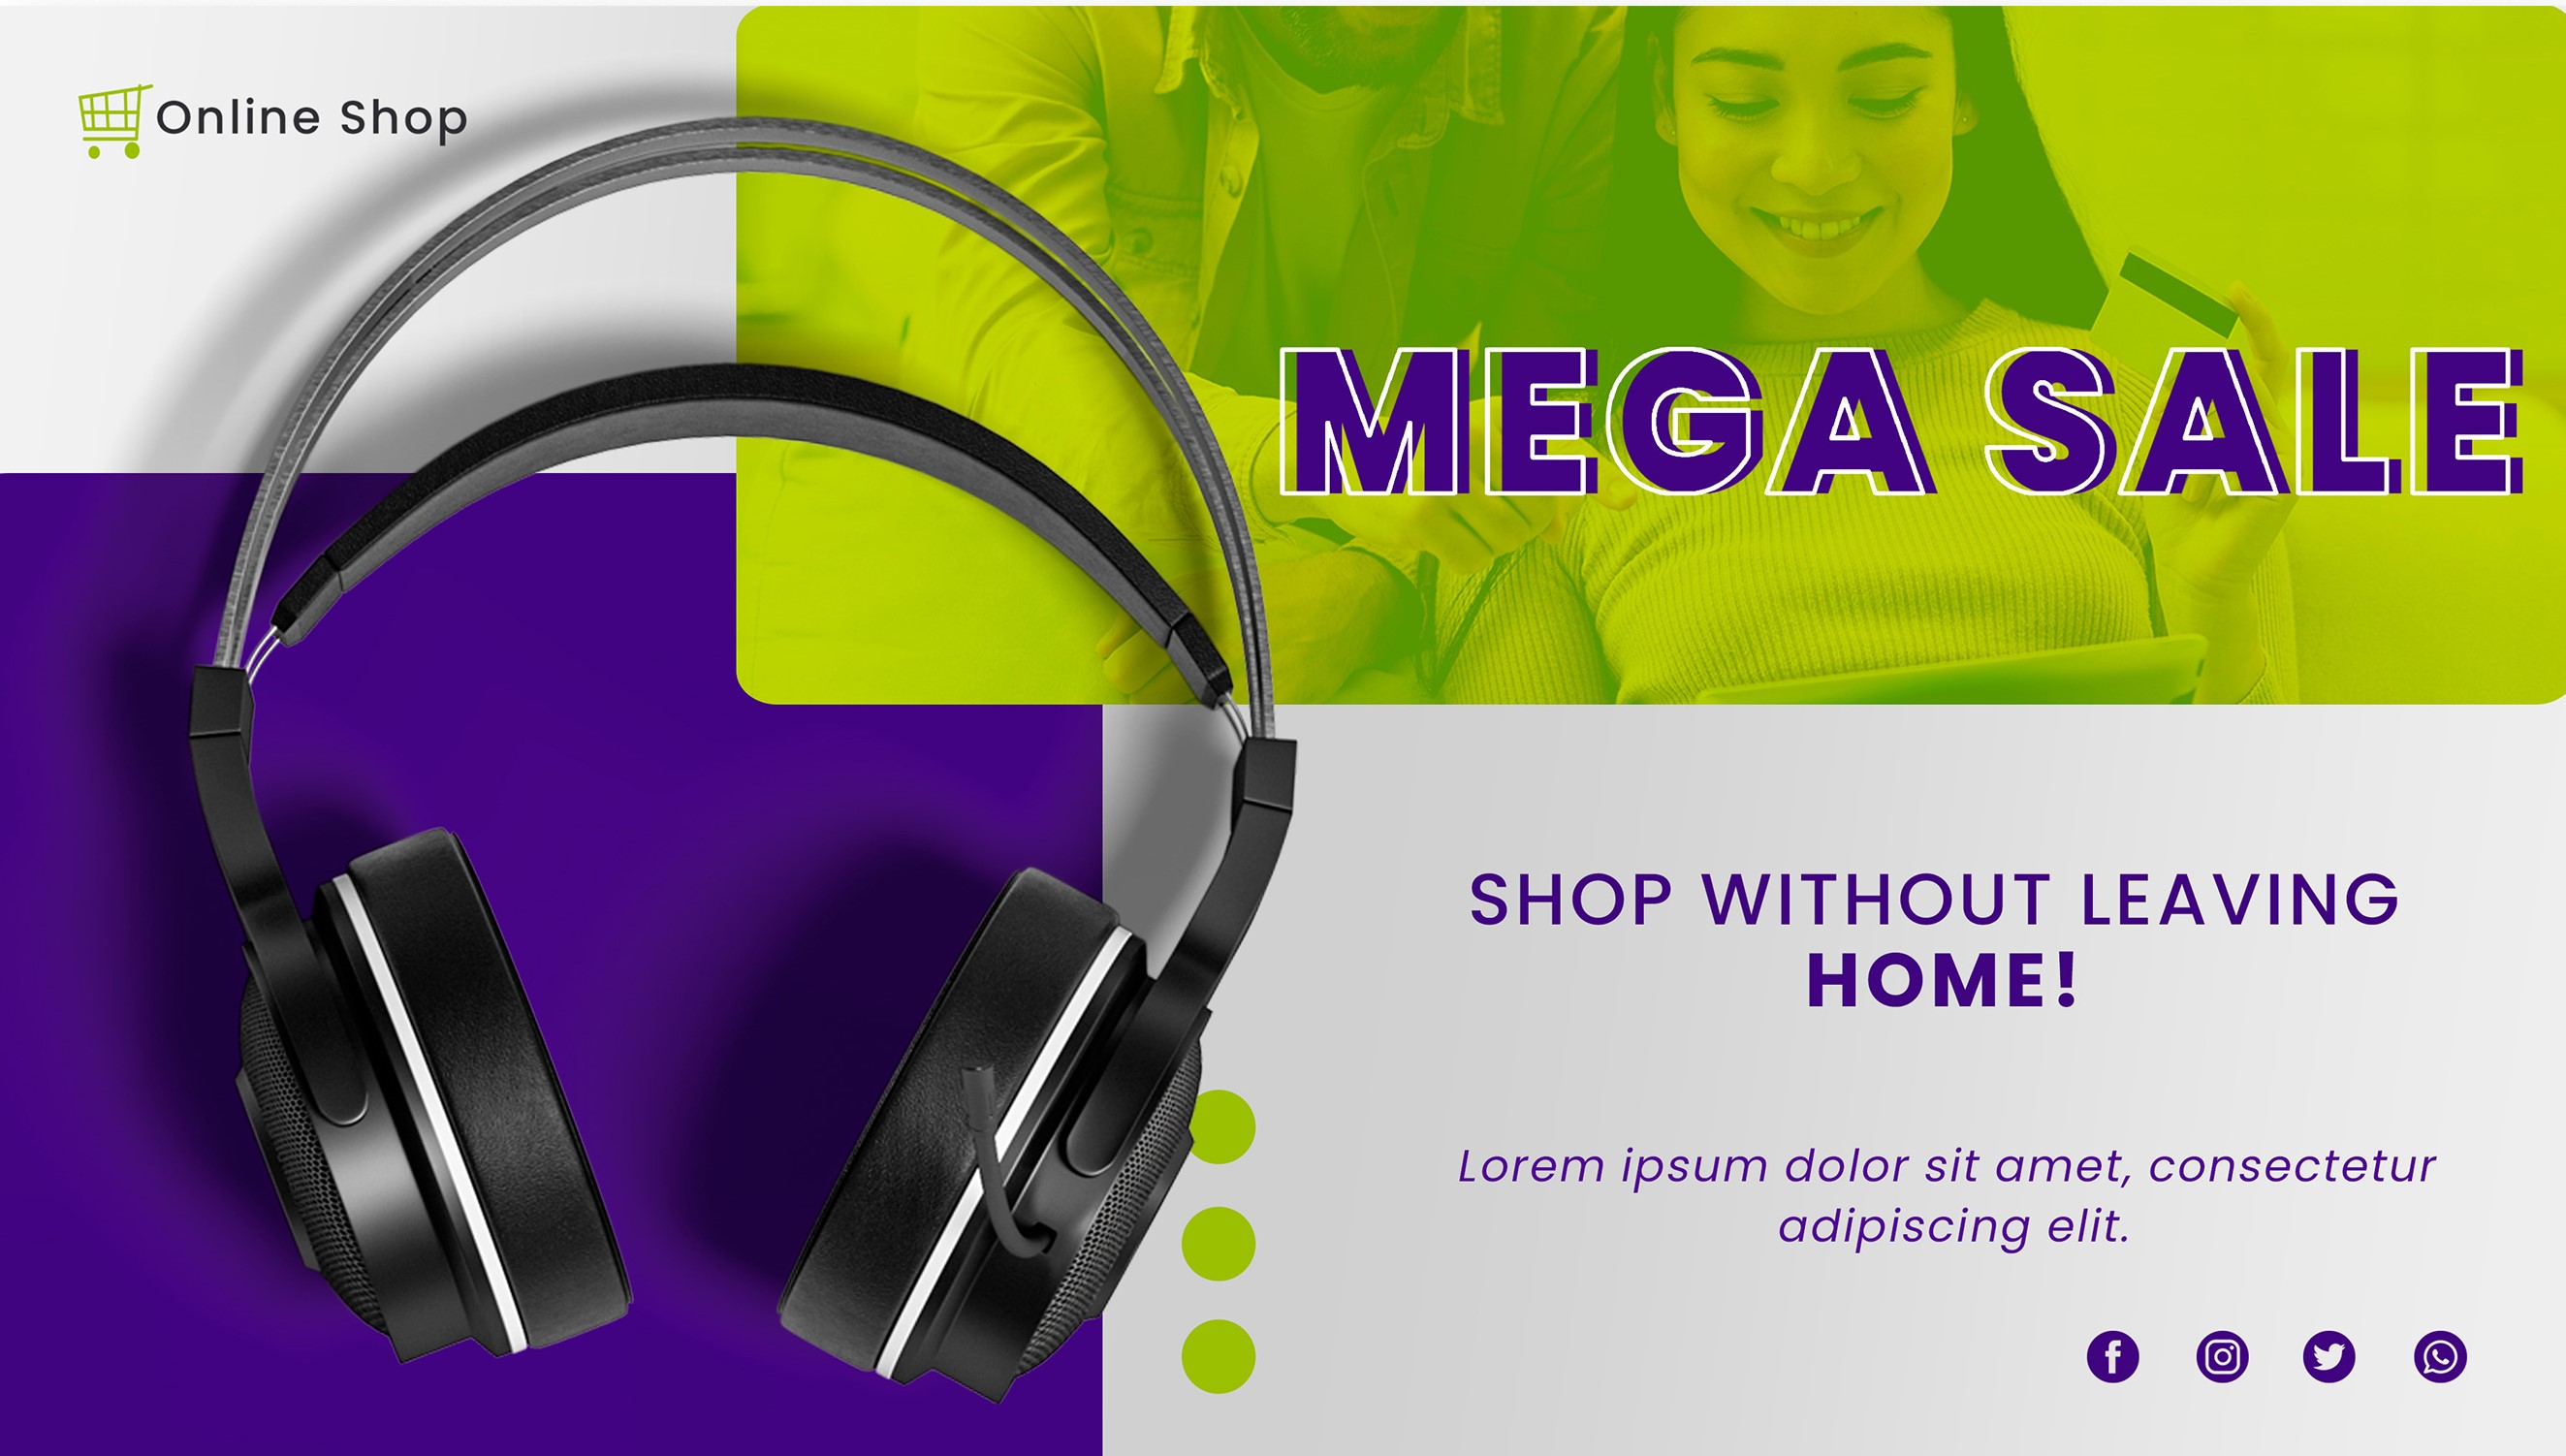 Online Shop
MEGA SALE
SHOP WITHOUT LEAVING
HOME!
Lorem ipsum dolor sit amet, consectetur
adipiscing elit.